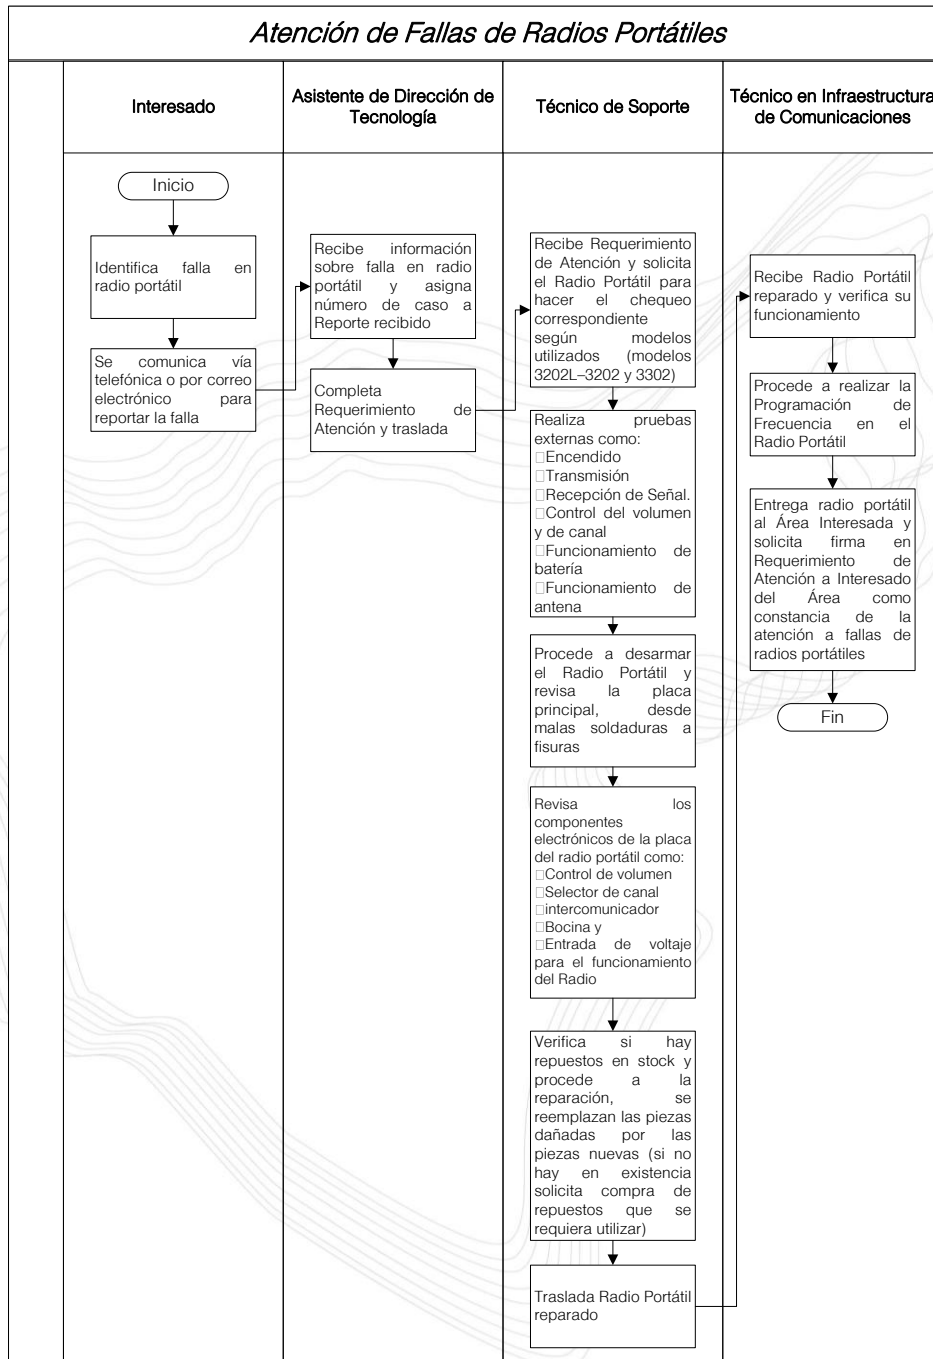 Atención de Fallas de Radios Portátiles
Interesado
Asistente de Dirección de
Tecnología
Técnico de Soporte
Técnico en Infraestructura
de Comunicaciones
Inicio
Identifica falla en
radio portátil
Se comunica vía
telefónica o por correo
electrónico para
reportar la falla
Recibe información
sobre falla en radio
portátil y asigna
número de caso a
Reporte recibido
Completa
Requerimiento de
Atención y traslada
Recibe Requerimiento
de Atención y solicita
el Radio Portátil para
hacer el chequeo
correspondiente
según modelos
utilizados (modelos
3202L–3202 y 3302)
Realiza pruebas
externas como:
□Encendido
□Transmisión
□Recepción de Señal.
□Control del volumen
y de canal
□Funcionamiento de
batería
□Funcionamiento de
antena
Procede a desarmar
el Radio Portátil y
revisa la placa
principal, desde
malas soldaduras a
fisuras
Revisa los
componentes
electrónicos de la placa
del radio portátil como:
□Control de volumen
□Selector de canal
□intercomunicador
□Bocina y
□Entrada de voltaje
para el funcionamiento
del Radio
Verifica si hay
repuestos en stock y
procede a la
reparación, se
reemplazan las piezas
dañadas por las
piezas nuevas (si no
hay en existencia
solicita compra de
repuestos que se
requiera utilizar)
Traslada Radio Portátil
reparado
Recibe Radio Portátil
reparado y verifica su
funcionamiento
Procede a realizar la
Programación de
Frecuencia en el
Radio Portátil
Entrega radio portátil
al Área Interesada y
solicita firma en
Requerimiento de
Atención a Interesado
del Área como
constancia de la
atención a fallas de
radios portátiles
Fin